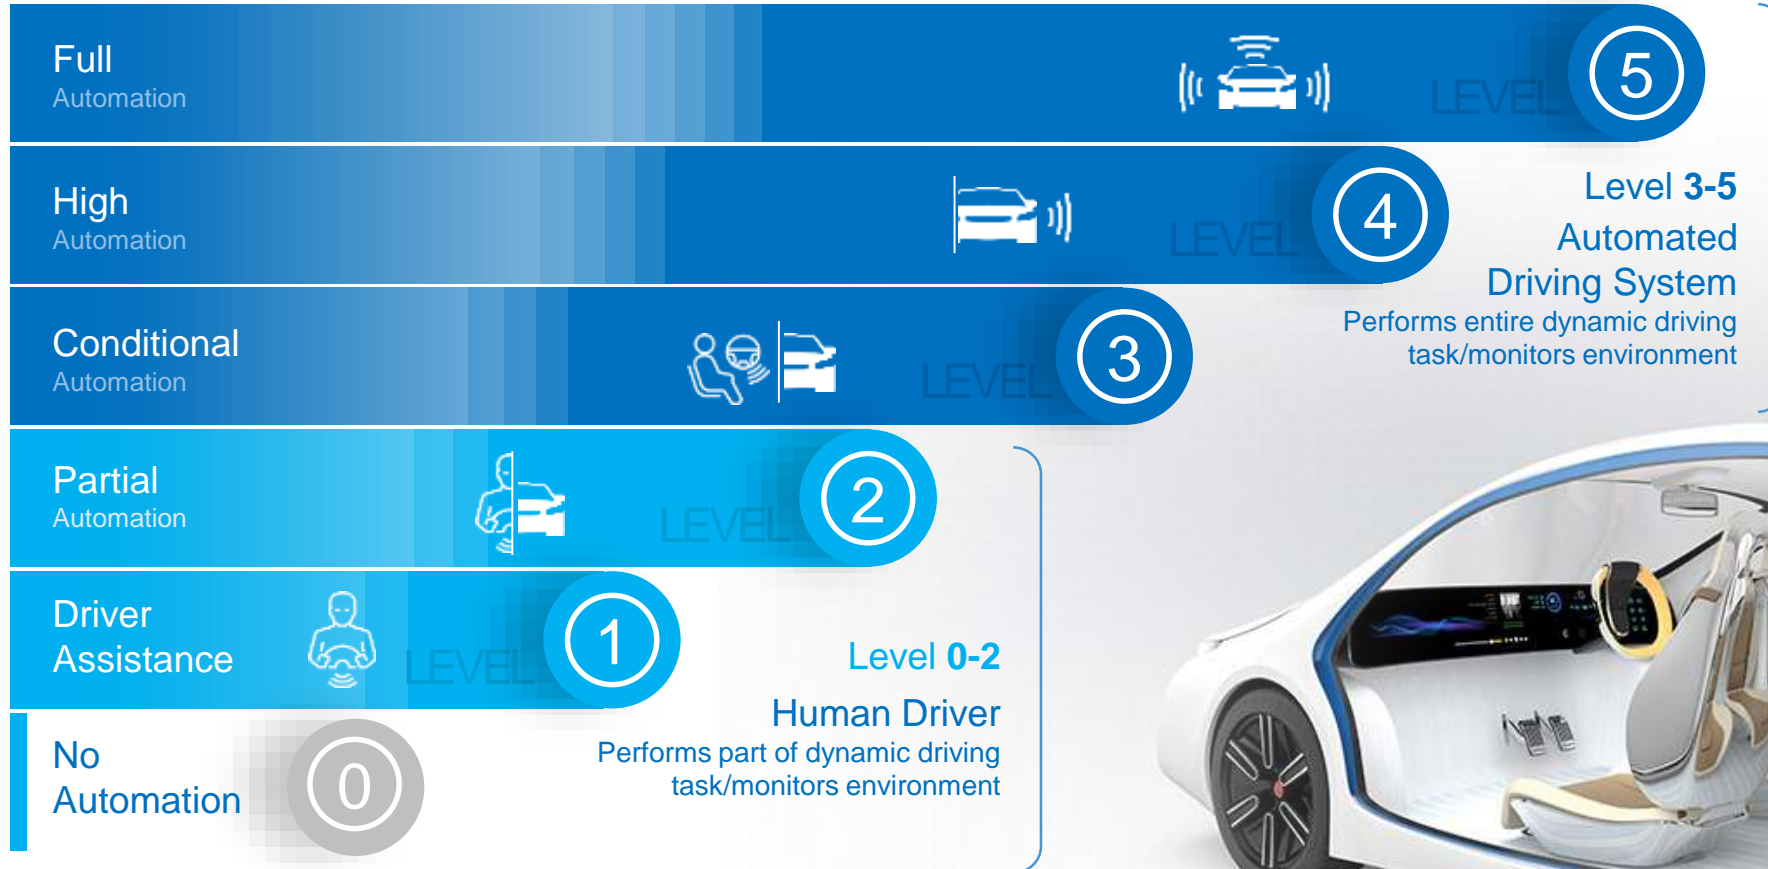 Full
Automation
LEVEL
5
High
Automation
LEVEL
4
Level 3-5
Automated
Driving System
Performs entire dynamic driving
task/monitors environment
Conditional
Automation
LEVEL
3
Partial
Automation
LEVEL
2
Driver
Assistance
LEVEL
1
Level 0-2
Human Driver
Performs part of dynamic driving
task/monitors environment
No
Automation
0